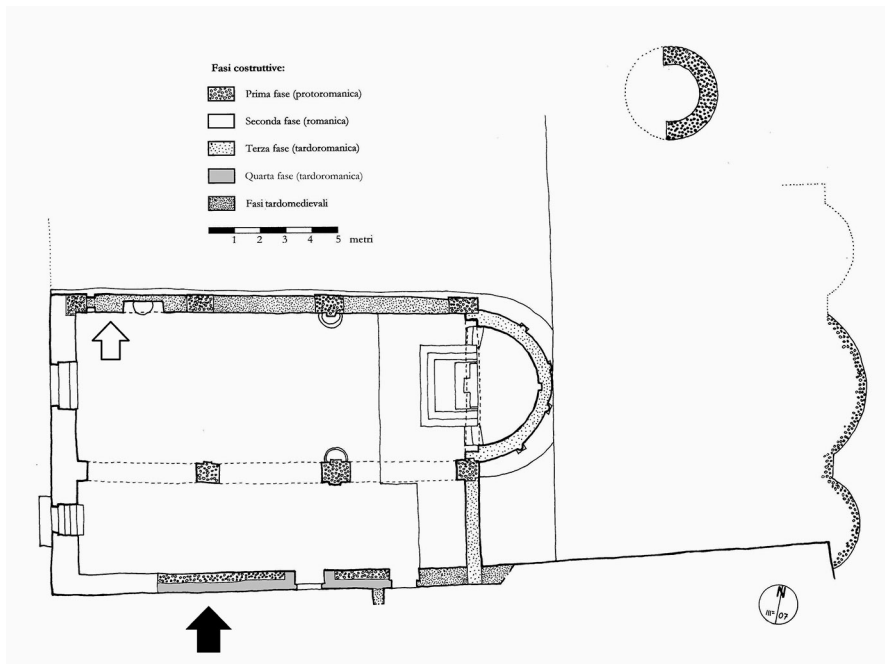 Fasi costruttive:
Prima fase (protoromanica)
Seconda fase (romanica)
Terza fase (tardoromanica)
Quarta fase (tardoromanica)
Fasi tardomedievali
1 2 3 4 5 metri
N
07